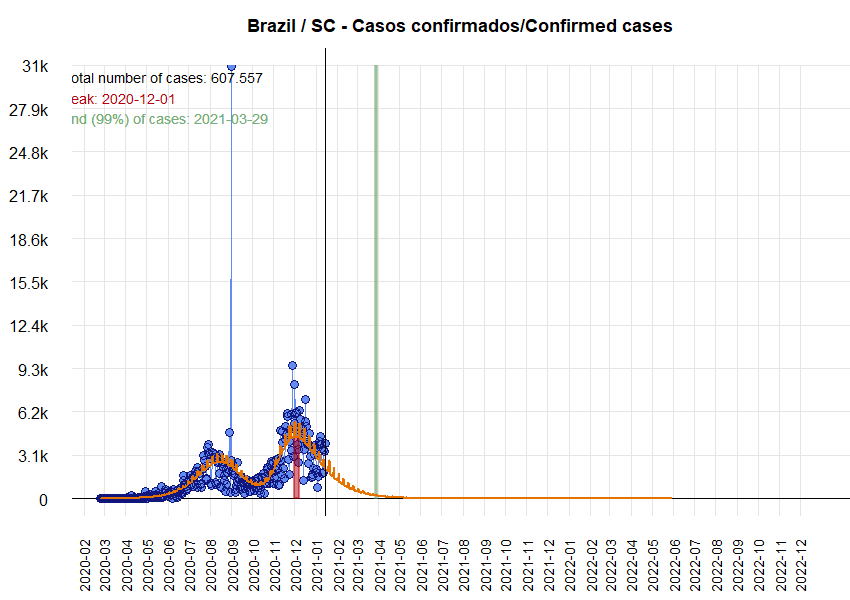 Brazil / SC - Casos confirmados/Confirmed cases
31k
otal number of cases: 607.557
eak: 2020-12-01
nd (99%) of cases: 2021-03-29
27.9k
24.8k
21.7k
18.6k
15.5k
12.4k
9.3k
6.2k
3.1k
0
2020-02
2020-03
2020-04
2020-05
2020-06
2020-07
2020-08
2020-09
2020-10
2020-11
2020-12
2021-01
2021-02
2021-03
2021-04
2021-05
2021-06
2021-07
2021-08
2021-09
2021-10
2021-11
2021-12
2022-01
2022-02
2022-03
2022-04
2022-05
2022-06
2022-07
2022-08
2022-09
2022-10
2022-11
2022-12